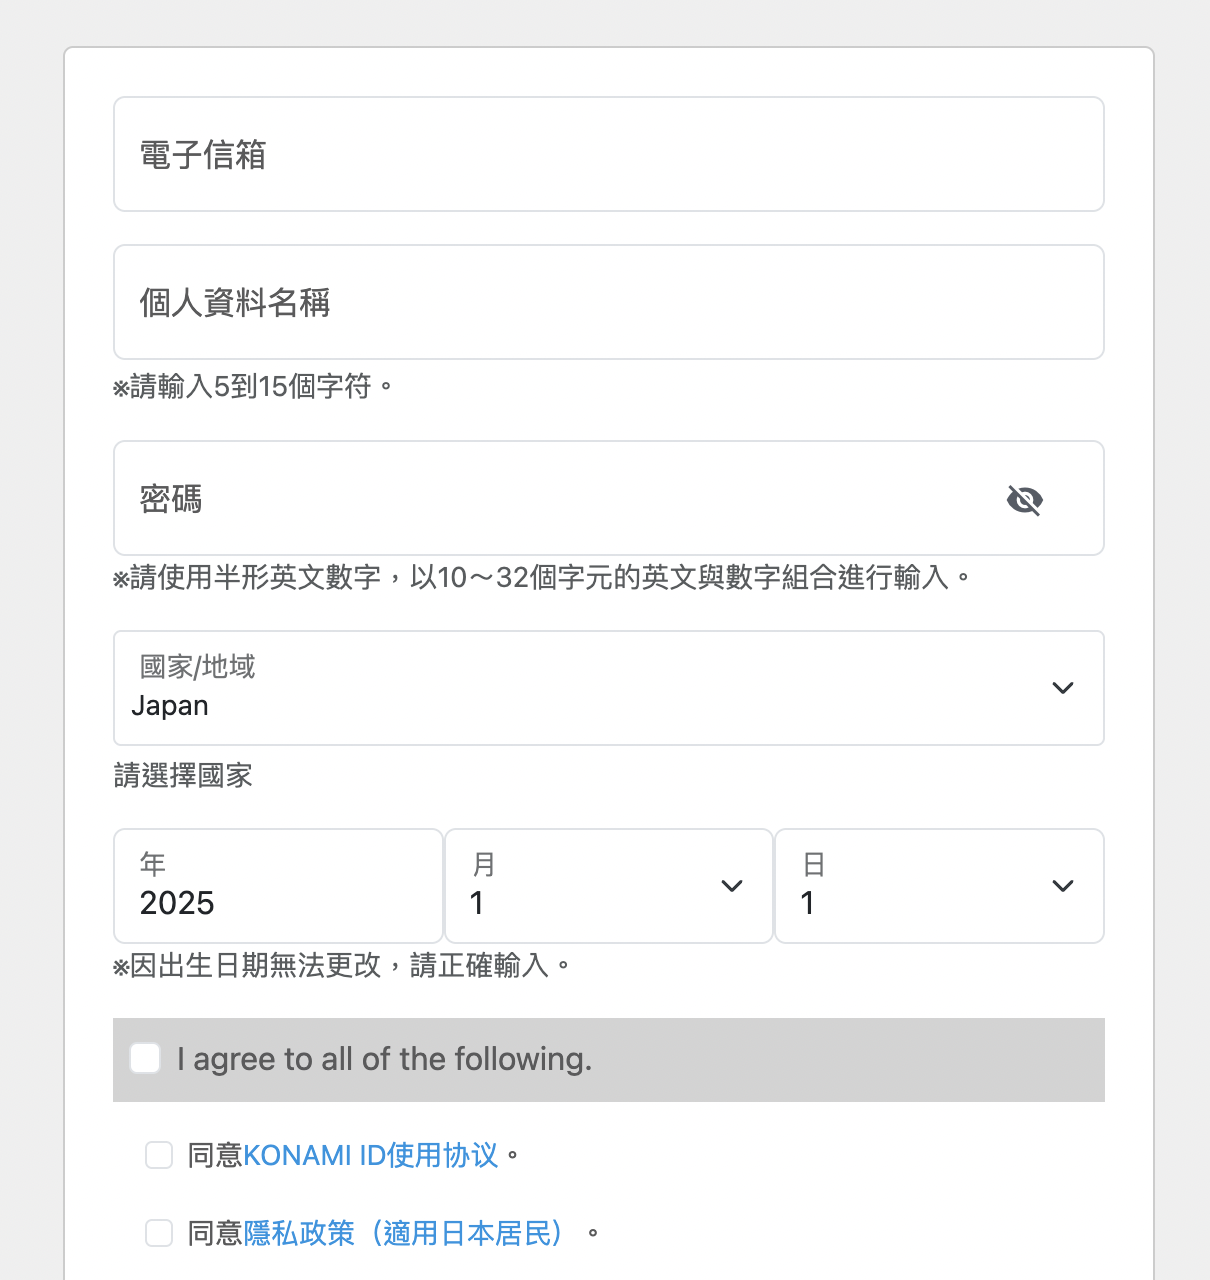 電子信箱
個人資料名稱
※請輸入5到15個字符。
密碼
※請使用半形英文數字，以10～32個字元的英文與數字組合進行輸入。
國家/地域
Japan
請選擇國家
年 月 日
2025 1 1
※因出生日期無法更改，請正確輸入。
I agree to all of the following.
同意KONAMI ID使用协议。
同意隱私政策（適用日本居民）。